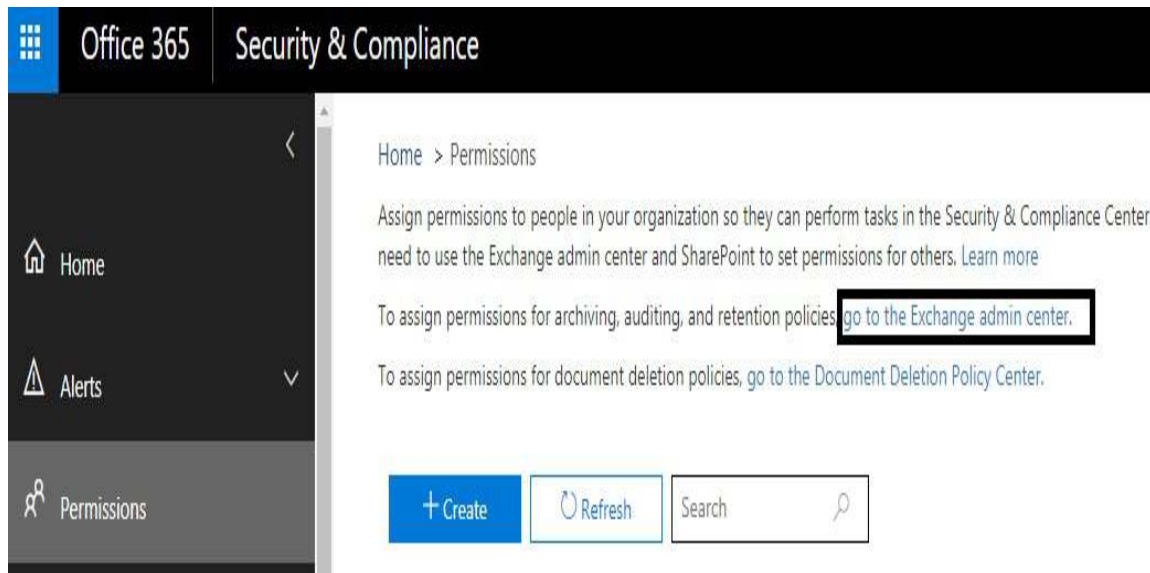 Office 365
Security & Compliance
Home > Permissions
Assign permissions to people in your organization so they can perform tasks in the Security & Compliance Center
need to use the Exchange admin center and SharePoint to set permissions for others. Learn more
To assign permissions for archiving, auditing, and retention policies, go to the Exchange admin center.
To assign permissions for document deletion policies, go to the Document Deletion Policy Center.
Home
Alerts
Permissions
+ Create
Refresh
Search